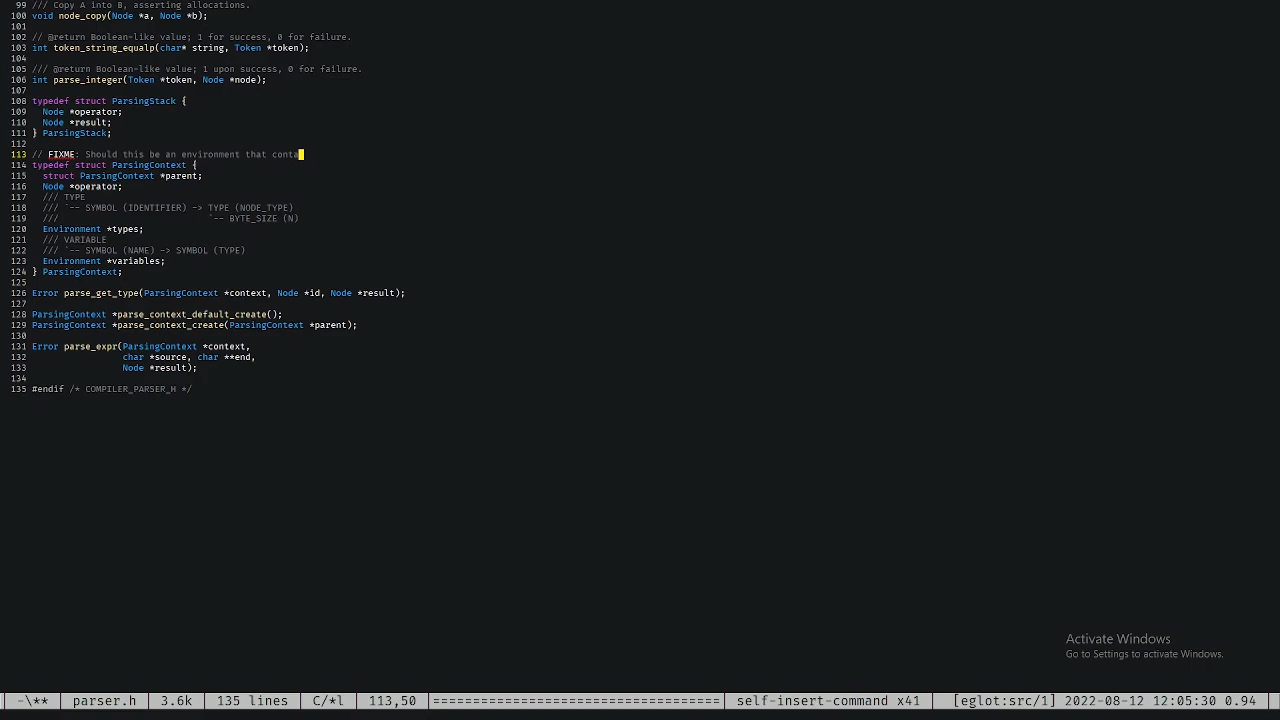 99 /// Copy A into B, asserting allocations.
100 void node_copy(Node *a, Node *b);
101
102 // @return Boolean-like value; 1 for success, 0 for failure.
103 int token_string_equalp(char* string, Token *token);
104
105 /// @return Boolean-like value; 1 upon success, 0 for failure.
106 int parse_integer(Token *token, Node *node);
107
108 typedef struct ParsingStack {
109   Node *operator;
110   Node *result;
111 } ParsingStack;
112
113 // FIXME: Should this be an environment that conta
114 typedef struct ParsingContext {
115   struct ParsingContext *parent;
116   Node *operator;
117   /// TYPE
118   /// `-- SYMBOL (IDENTIFIER) -> TYPE (NODE_TYPE)
119   ///                            `-- BYTE_SIZE (N)
120   Environment *types;
121   /// VARIABLE
122   /// `-- SYMBOL (NAME) -> SYMBOL (TYPE)
123   Environment *variables;
124 } ParsingContext;
125
126 Error parse_get_type(ParsingContext *context, Node *id, Node *result);
127
128 ParsingContext *parse_context_default_create();
129 ParsingContext *parse_context_create(ParsingContext *parent);
130
131 Error parse_expr(ParsingContext *context,
132                  char *source, char **end,
133                  Node *result);
134
135 #endif /* COMPILER_PARSER_H */
Activate Windows
Go to Settings to activate Windows.
-\** parser.h 3.6k 135 lines C/*l 113,50 =================================== self-insert-command x41 [eglot:src/1] 2022-08-12 12:05:30 0.94